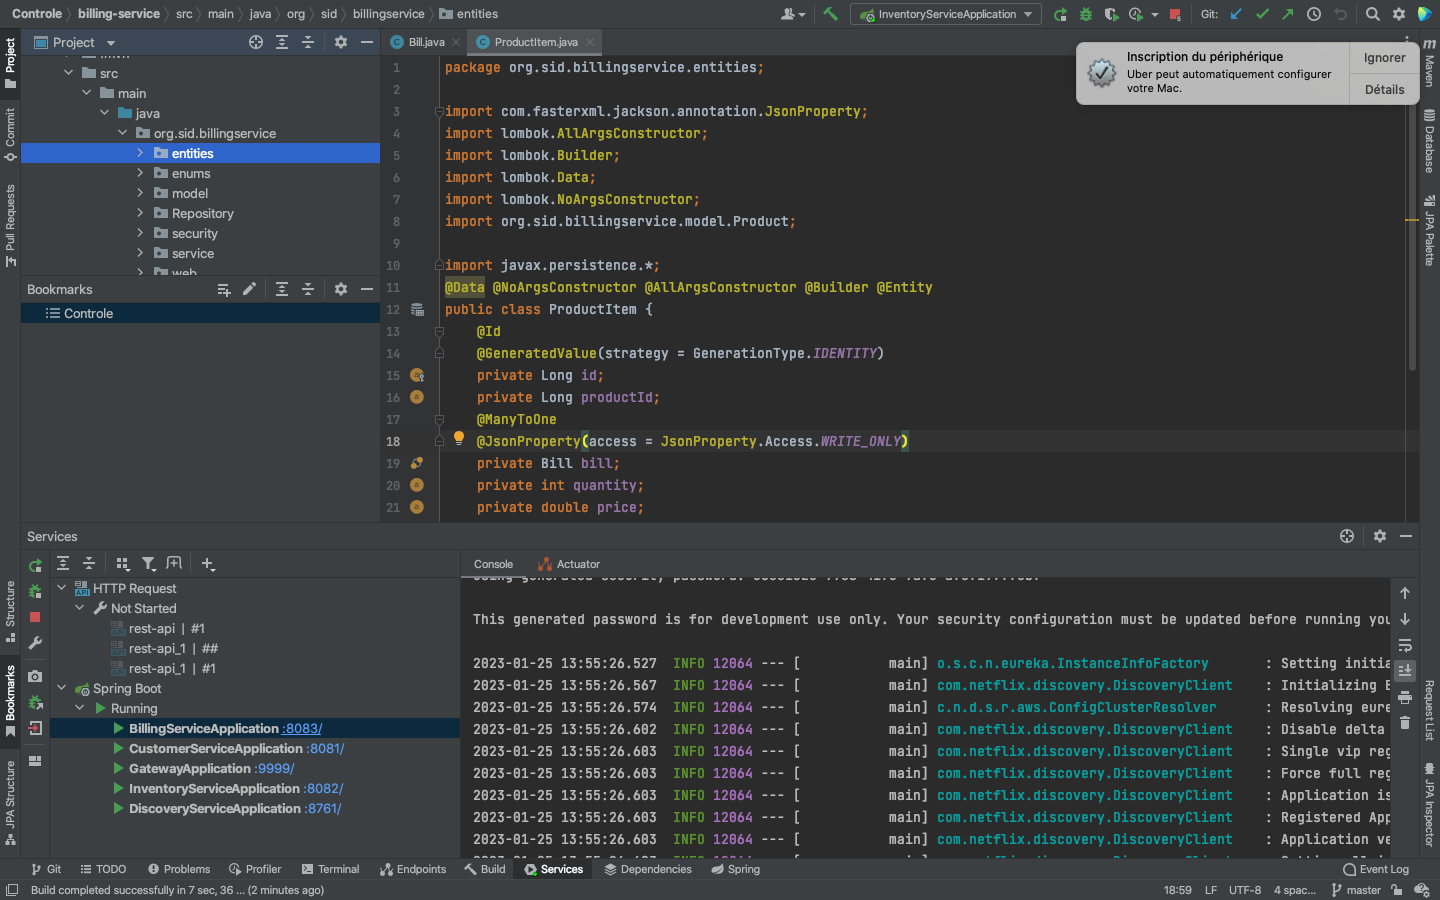 Controle › billing-service › src › main › java › org › sid › billingservice › entities
InventoryServiceApplication
Git:
Project
Bill.java
ProductItem.java
Inscription du périphérique
Uber peut automatiquement configurer
votre Mac.
Ignorer
Détails
src
main
java
org.sid.billingservice
entities
enums
model
Repository
security
service
web
Bookmarks
Controle
1 package org.sid.billingservice.entities;
2
3 import com.fasterxml.jackson.annotation.JsonProperty;
4 import lombok.AllArgsConstructor;
5 import lombok.Builder;
6 import lombok.Data;
7 import lombok.NoArgsConstructor;
8 import org.sid.billingservice.model.Product;
9
10 import javax.persistence.*;
11 @Data @NoArgsConstructor @AllArgsConstructor @Builder @Entity
12 public class ProductItem {
13 @Id
14 @GeneratedValue(strategy = GenerationType.IDENTITY)
15 private Long id;
16 private Long productId;
17 @ManyToOne
18 @JsonProperty(access = JsonProperty.Access.WRITE_ONLY)
19 private Bill bill;
20 private int quantity;
21 private double price;
Project
Commit
Pull Requests
Structure
Bookmarks
JPA Structure
Maven
Database
JPA Palette
Request List
JPA Inspector
Services
HTTP Request
Not Started
rest-api | #1
rest-api_1 | ##
rest-api_1 | #1
Spring Boot
Running
BillingServiceApplication :8083/
CustomerServiceApplication :8081/
GatewayApplication :9999/
InventoryServiceApplication :8082/
DiscoveryServiceApplication :8761/
Console
Actuator
This generated password is for development use only. Your security configuration must be updated before running you
2023-01-25 13:55:26.527 INFO 12064 --- [ main] o.s.c.n.eureka.InstanceInfoFactory : Setting initia
2023-01-25 13:55:26.567 INFO 12064 --- [ main] com.netflix.discovery.DiscoveryClient : Initializing E
2023-01-25 13:55:26.574 INFO 12064 --- [ main] c.n.d.s.r.aws.ConfigClusterResolver : Resolving eure
2023-01-25 13:55:26.602 INFO 12064 --- [ main] com.netflix.discovery.DiscoveryClient : Disable delta
2023-01-25 13:55:26.603 INFO 12064 --- [ main] com.netflix.discovery.DiscoveryClient : Single vip reg
2023-01-25 13:55:26.603 INFO 12064 --- [ main] com.netflix.discovery.DiscoveryClient : Force full reg
2023-01-25 13:55:26.603 INFO 12064 --- [ main] com.netflix.discovery.DiscoveryClient : Application is
2023-01-25 13:55:26.603 INFO 12064 --- [ main] com.netflix.discovery.DiscoveryClient : Registered App
2023-01-25 13:55:26.603 INFO 12064 --- [ main] com.netflix.discovery.DiscoveryClient : Application ve
Git
TODO
Problems
Profiler
Terminal
Endpoints
Build
Services
Dependencies
Spring
Event Log
Build completed successfully in 7 sec, 36 ... (2 minutes ago)
18:59
LF
UTF-8
4 spac...
master